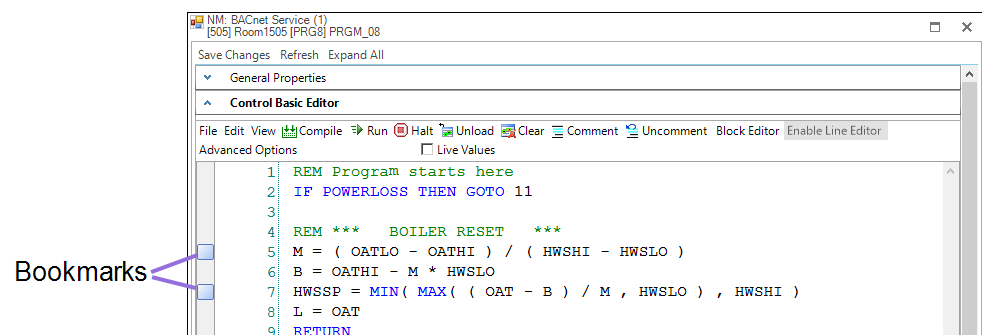 NM: BACnet Service (1)
[505] Room1505 [PRG8] PRGM_08
Save Changes Refresh Expand All
General Properties
Control Basic Editor
File Edit View Compile Run Halt Unload Clear Comment Uncomment Block Editor Enable Line Editor
Advanced Options Live Values
1 REM Program starts here
2 IF POWERLOSS THEN GOTO 11
3
4 REM *** BOILER RESET ***
5 M = ( OATLO - OATHI ) / ( HWSHI - HWSLO )
6 B = OATHI - M * HWSLO
7 HWSSP = MIN( MAX( ( OAT - B ) / M , HWSLO ) , HWSHI )
8 L = OAT
9 RETURN
Bookmarks